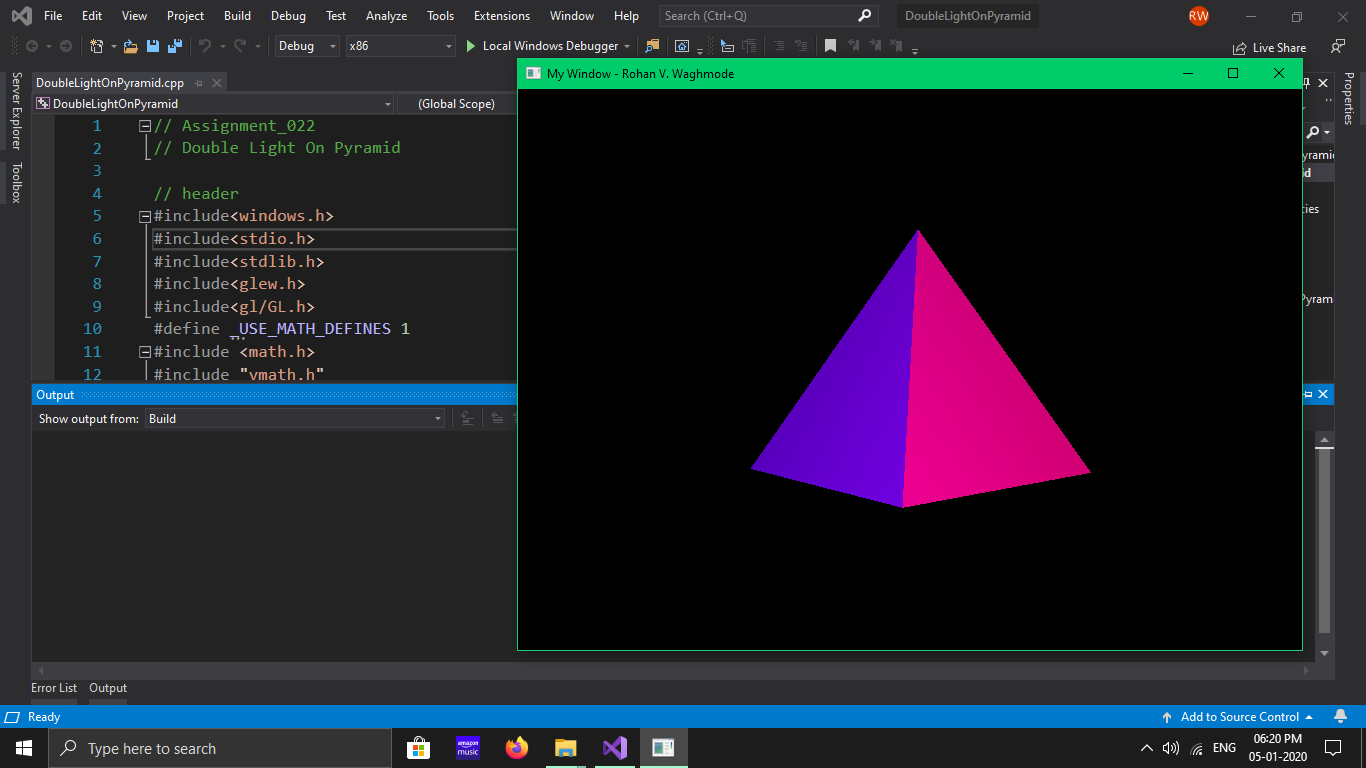 File Edit View Project Build Debug Test Analyze Tools Extensions Window Help Search (Ctrl+Q) DoubleLightOnPyramid RW
Debug x86 Local Windows Debugger Live Share
My Window - Rohan V. Waghmode
Server Explorer
Toolbox
Properties
DoubleLightOnPyramid.cpp
DoubleLightOnPyramid (Global Scope)
1 // Assignment_022
2 // Double Light On Pyramid
3
4 // header
5 #include<windows.h>
6 #include<stdio.h>
7 #include<stdlib.h>
8 #include<glew.h>
9 #include<gl/GL.h>
10 #define _USE_MATH_DEFINES 1
11 #include <math.h>
12 #include "vmath.h"
Output
Show output from: Build
Error List Output
Ready Add to Source Control
Type here to search amazon music ENG 06:20 PM
05-01-2020